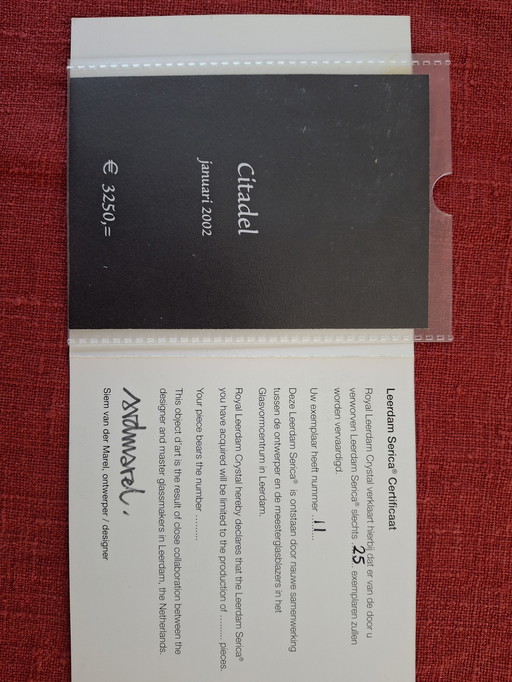 Citadel
januari 2002
€ 3250,=
Leerdam Serica® Certificaat
Royal Leerdam Crystal verklaart hierbij dat er van de door u
verworven Leerdam Serica® slechts 25 exemplaren zullen
worden vervaardigd.
Uw exemplaar heeft nummer ..11....
Deze Leerdam Serica® is ontstaan door nauwe samenwerking
tussen de ontwerper en de meesterglasblazers in het
Glasvormcentrum in Leerdam.
Royal Leerdam Crystal hereby declares that the Leerdam Serica®
you have acquired will be limited to the production of .......... pieces.
Your piece bears the number ..........
This object d'art is the result of close collaboration between the
designer and master glassmakers in Leerdam, the Netherlands.
svdmarel.
Siem van der Marel, ontwerper / designer